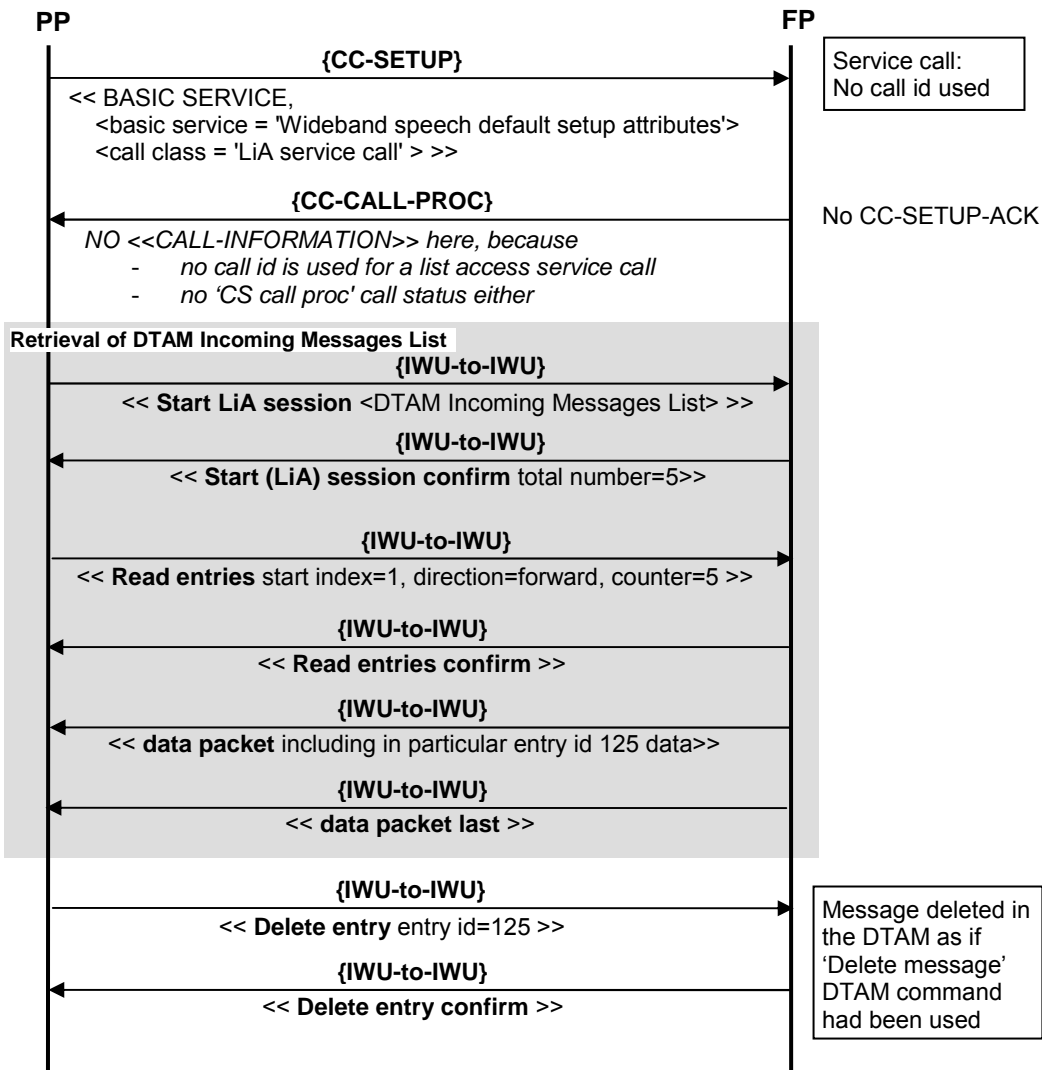 PP
FP
{CC-SETUP}
Service call:
No call id used
<< BASIC SERVICE,
<basic service = 'Wideband speech default setup attributes'>
<call class = 'LiA service call' > >>
{CC-CALL-PROC}
No CC-SETUP-ACK
NO <<CALL-INFORMATION>> here, because
- no call id is used for a list access service call
- no ‘CS call proc' call status either
Retrieval of DTAM Incoming Messages List
{IWU-to-IWU}
<< Start LiA session <DTAM Incoming Messages List> >>
{IWU-to-IWU}
<< Start (LiA) session confirm total number=5>>
{IWU-to-IWU}
<< Read entries start index=1, direction=forward, counter=5 >>
{IWU-to-IWU}
<< Read entries confirm >>
{IWU-to-IWU}
<< data packet including in particular entry id 125 data>>
{IWU-to-IWU}
<< data packet last >>
{IWU-to-IWU}
<< Delete entry entry id=125 >>
{IWU-to-IWU}
<< Delete entry confirm >>
Message deleted in
the DTAM as if
‘Delete message’
DTAM command
had been used